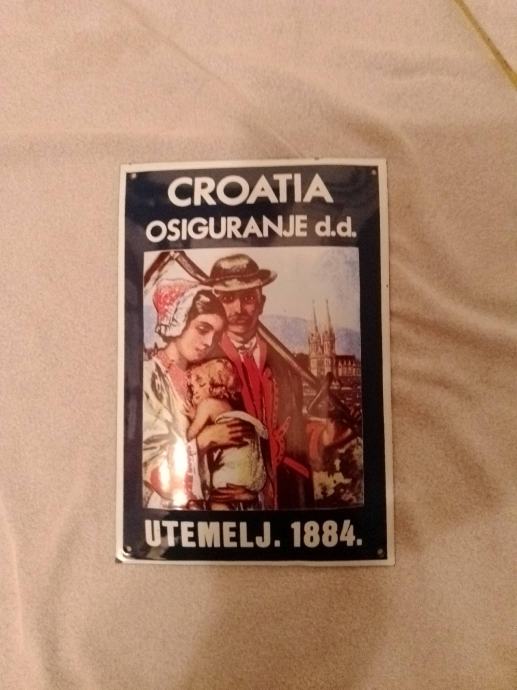 CROATIA
OSIGURANJE d.d.
UTEMELJ. 1884.